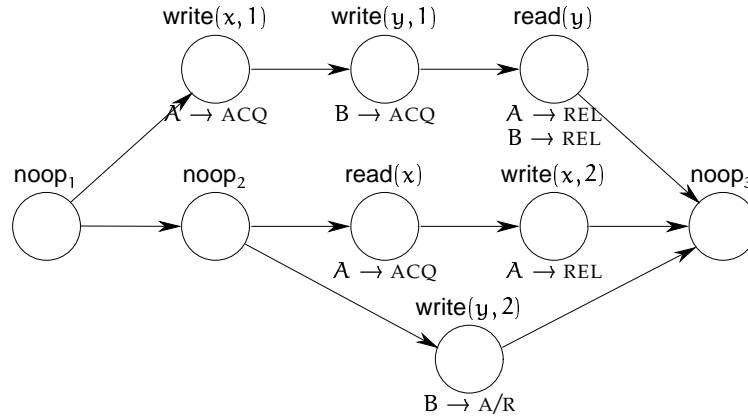 write(x, 1) write(y, 1) read(y)
A → ACQ B → ACQ A → REL
B → REL
noop₁ noop₂ read(x) write(x, 2) noop₃
A → ACQ A → REL
write(y, 2)
B → A/R